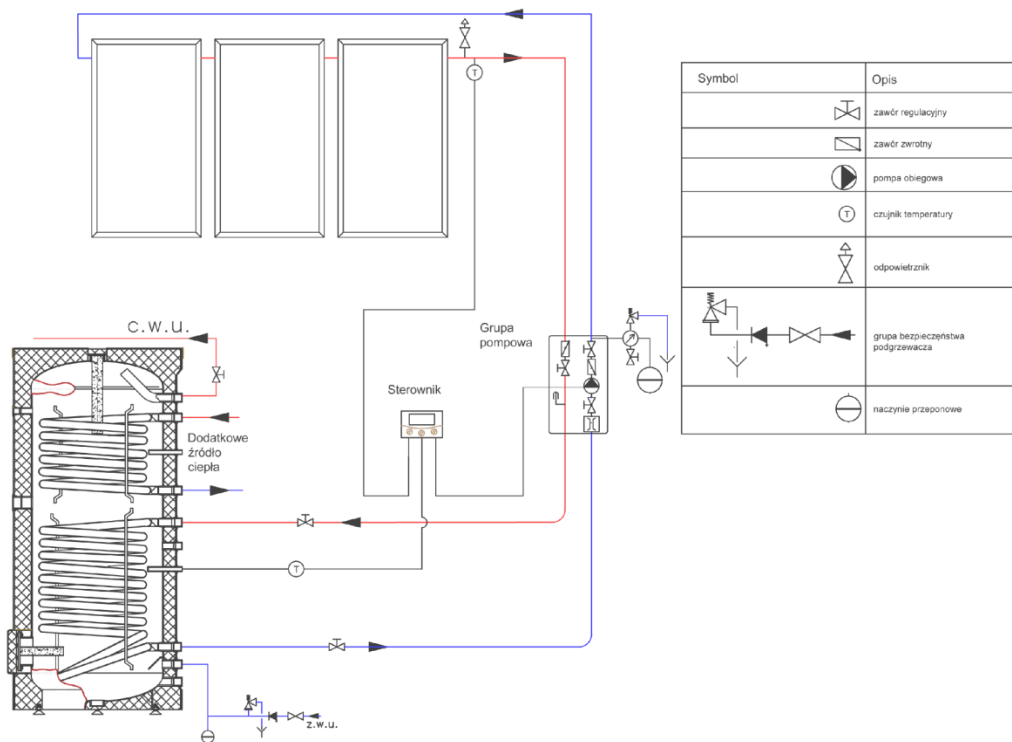 T
c.w.u.
Grupa
pompowa
Sterownik
Dodatkowe
źródło
ciepła
T
z.w.u.
Symbol Opis
zawór regulacyjny
zawór zwrotny
pompa obiegowa
T czujnik temperatury
odpowietrznik
grupa bezpieczeństwa
podgrzewacza
naczynie przeponowe